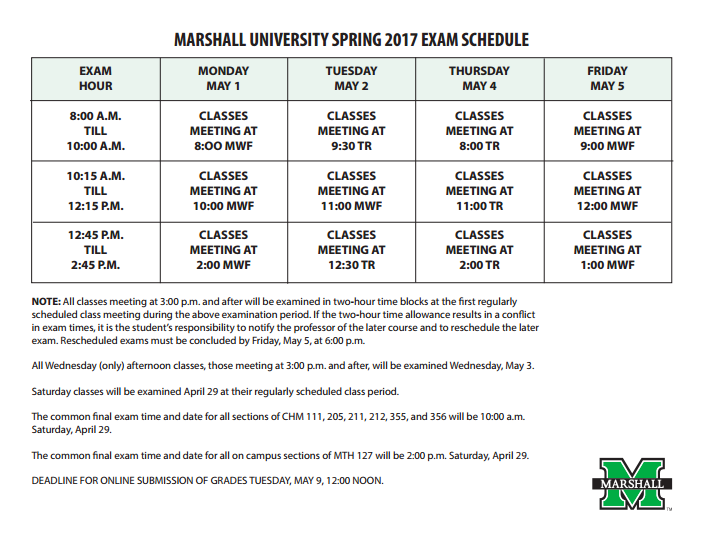 MARSHALL UNIVERSITY SPRING 2017 EXAM SCHEDULE
EXAM HOUR MONDAY MAY 1 TUESDAY MAY 2 THURSDAY MAY 4 FRIDAY MAY 5
8:00 A.M. TILL 10:00 A.M. CLASSES MEETING AT 8:OO MWF CLASSES MEETING AT 9:30 TR CLASSES MEETING AT 8:00 TR CLASSES MEETING AT 9:00 MWF
10:15 A.M. TILL 12:15 P.M. CLASSES MEETING AT 10:00 MWF CLASSES MEETING AT 11:00 MWF CLASSES MEETING AT 11:00 TR CLASSES MEETING AT 12:00 MWF
12:45 P.M. TILL 2:45 P.M. CLASSES MEETING AT 2:00 MWF CLASSES MEETING AT 12:30 TR CLASSES MEETING AT 2:00 TR CLASSES MEETING AT 1:00 MWF
NOTE: All classes meeting at 3:00 p.m. and after will be examined in two-hour time blocks at the first regularly
scheduled class meeting during the above examination period. If the two-hour time allowance results in a conflict
in exam times, it is the student's responsibility to notify the professor of the later course and to reschedule the later
exam. Rescheduled exams must be concluded by Friday, May 5, at 6:00 p.m.
All Wednesday (only) afternoon classes, those meeting at 3:00 p.m. and after, will be examined Wednesday, May 3.
Saturday classes will be examined April 29 at their regularly scheduled class period.
The common final exam time and date for all sections of CHM 111, 205, 211, 212, 355, and 356 will be 10:00 a.m.
Saturday, April 29.
The common final exam time and date for all on campus sections of MTH 127 will be 2:00 p.m. Saturday, April 29.
DEADLINE FOR ONLINE SUBMISSION OF GRADES TUESDAY, MAY 9, 12:00 NOON.
MARSHALL
TM